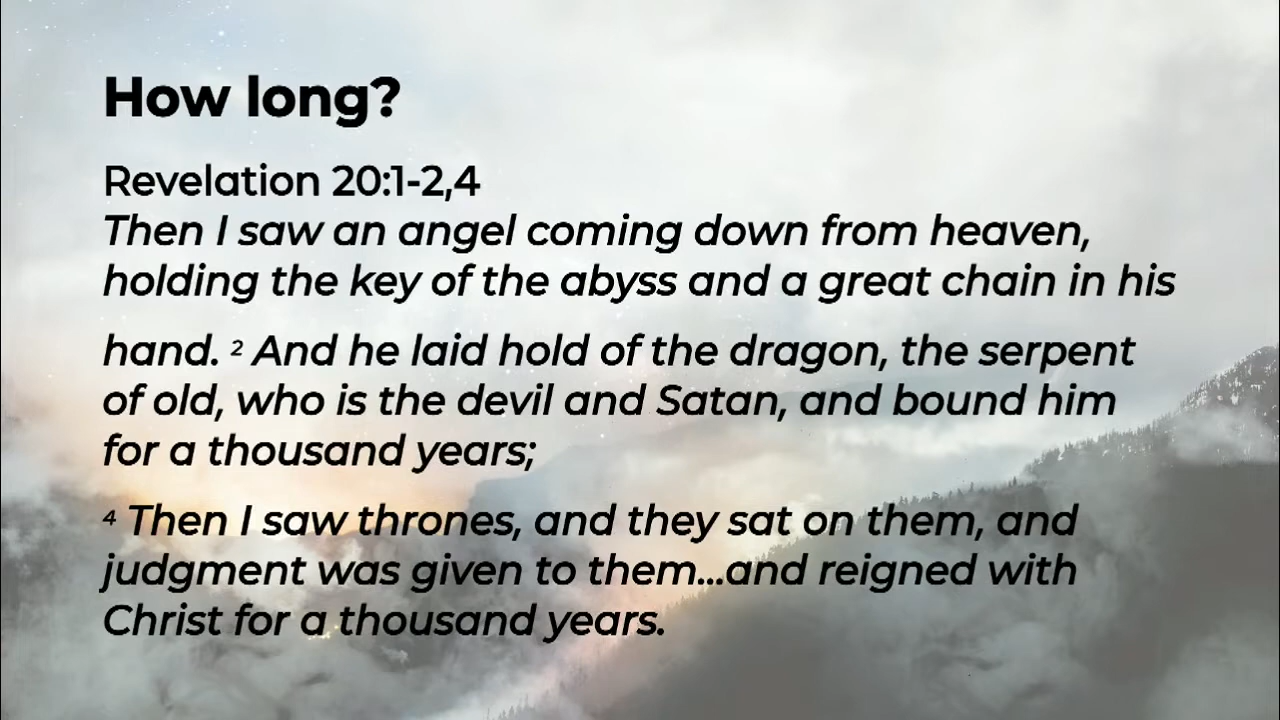 How long?
Revelation 20:1-2,4
Then I saw an angel coming down from heaven,
holding the key of the abyss and a great chain in his
hand. ² And he laid hold of the dragon, the serpent
of old, who is the devil and Satan, and bound him
for a thousand years;
⁴ Then I saw thrones, and they sat on them, and
judgment was given to them...and reigned with
Christ for a thousand years.